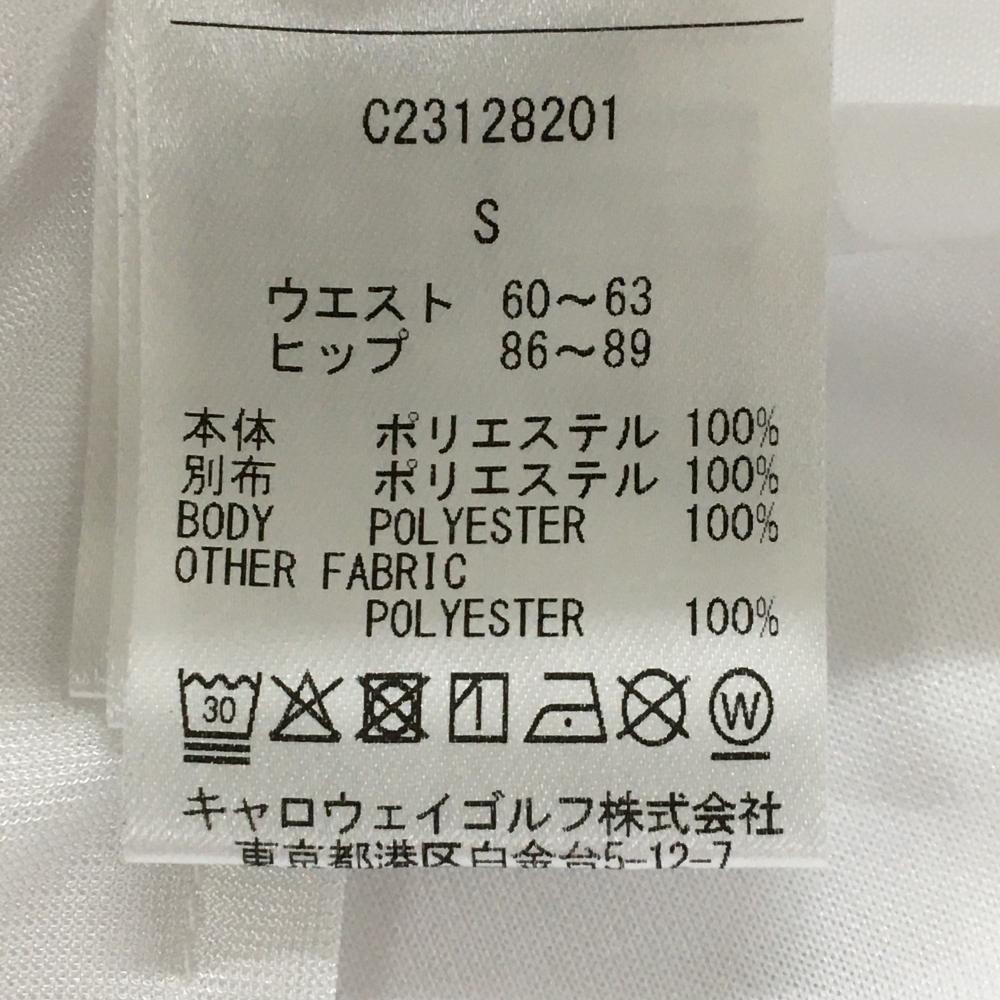 C23128201
S
ウエスト 60～63
ヒップ 86～89
本体 ポリエステル 100%
別布 ポリエステル 100%
BODY POLYESTER 100%
OTHER FABRIC
POLYESTER 100%
30 W
キャロウェイゴルフ株式会社
東京都港区白金台5-12-7